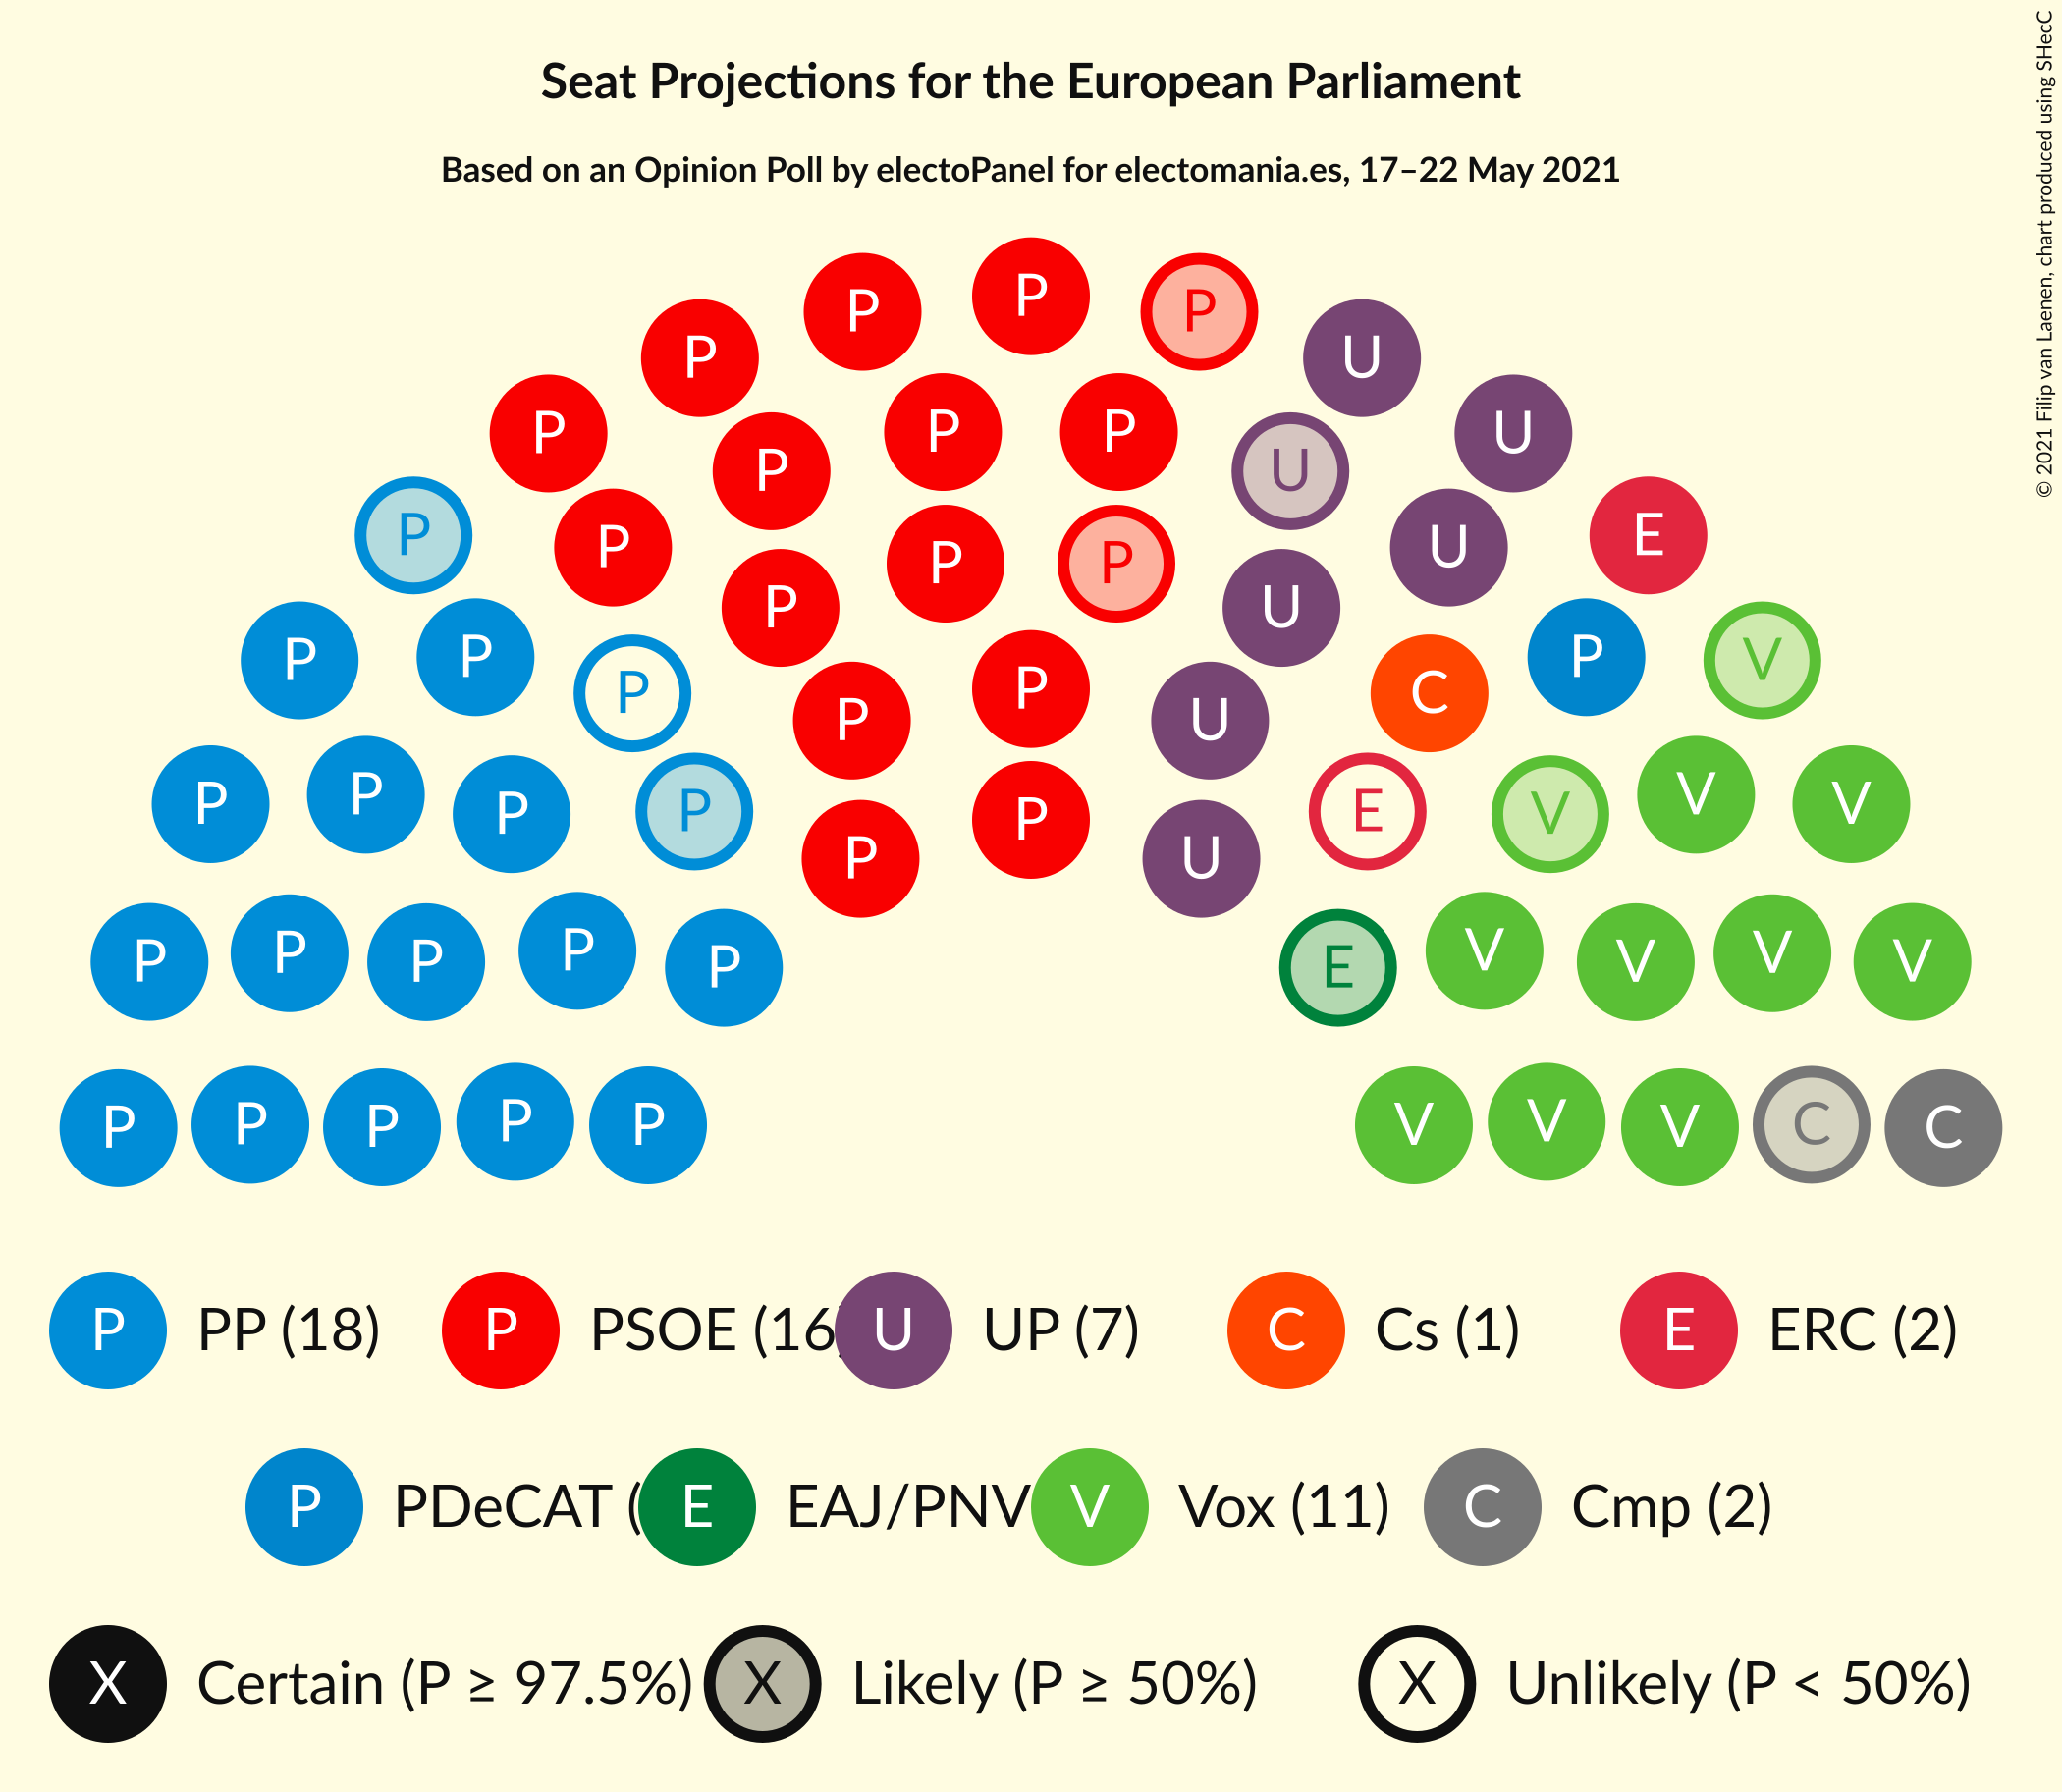 Seat Projections for the European Parliament
Based on an Opinion Poll by electoPanel for electomania.es, 17–22 May 2021
© 2021 Filip van Laenen, chart produced using SHecC
P
P P
P P
P P U
P P U
P P U
P U
P P E
P P U
P U
P P P V
P P C
P U
P P V V
P E
P P V
P P
P U
P P P P P E V V V V
P P P P P V V V C C
P PP (18) P PSOE (16 U UP (7) C Cs (1) E ERC (2)
P PDeCAT ( E EAJ/PNV V Vox (11) C Cmp (2)
X Certain (P ≥ 97.5%) X Likely (P ≥ 50%) X Unlikely (P < 50%)